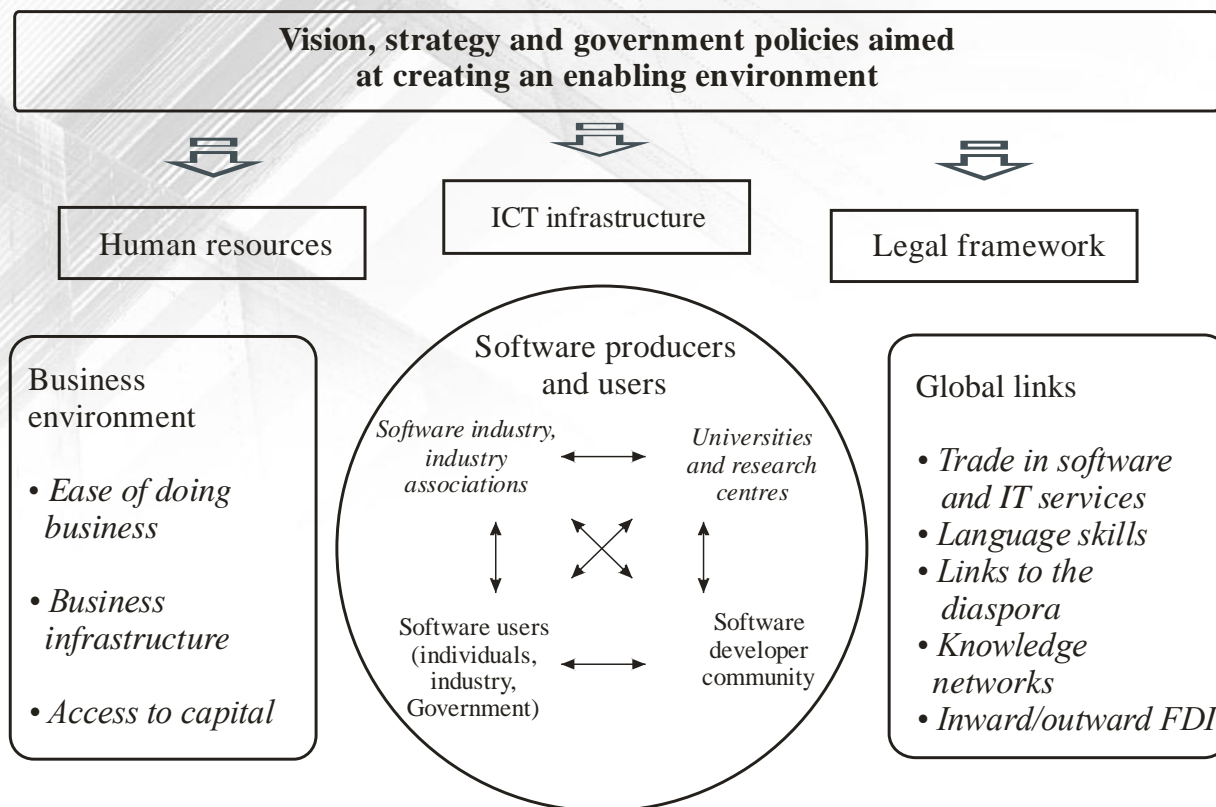 Vision, strategy and government policies aimed
at creating an enabling environment
Human resources
ICT infrastructure
Legal framework
Business
environment
• Ease of doing
business
• Business
infrastructure
• Access to capital
Software producers
and users
Software industry,
industry
associations
Universities
and research
centres
Software users
(individuals,
industry,
Government)
Software
developer
community
Global links
• Trade in software
and IT services
• Language skills
• Links to the
diaspora
• Knowledge
networks
• Inward/outward FDI